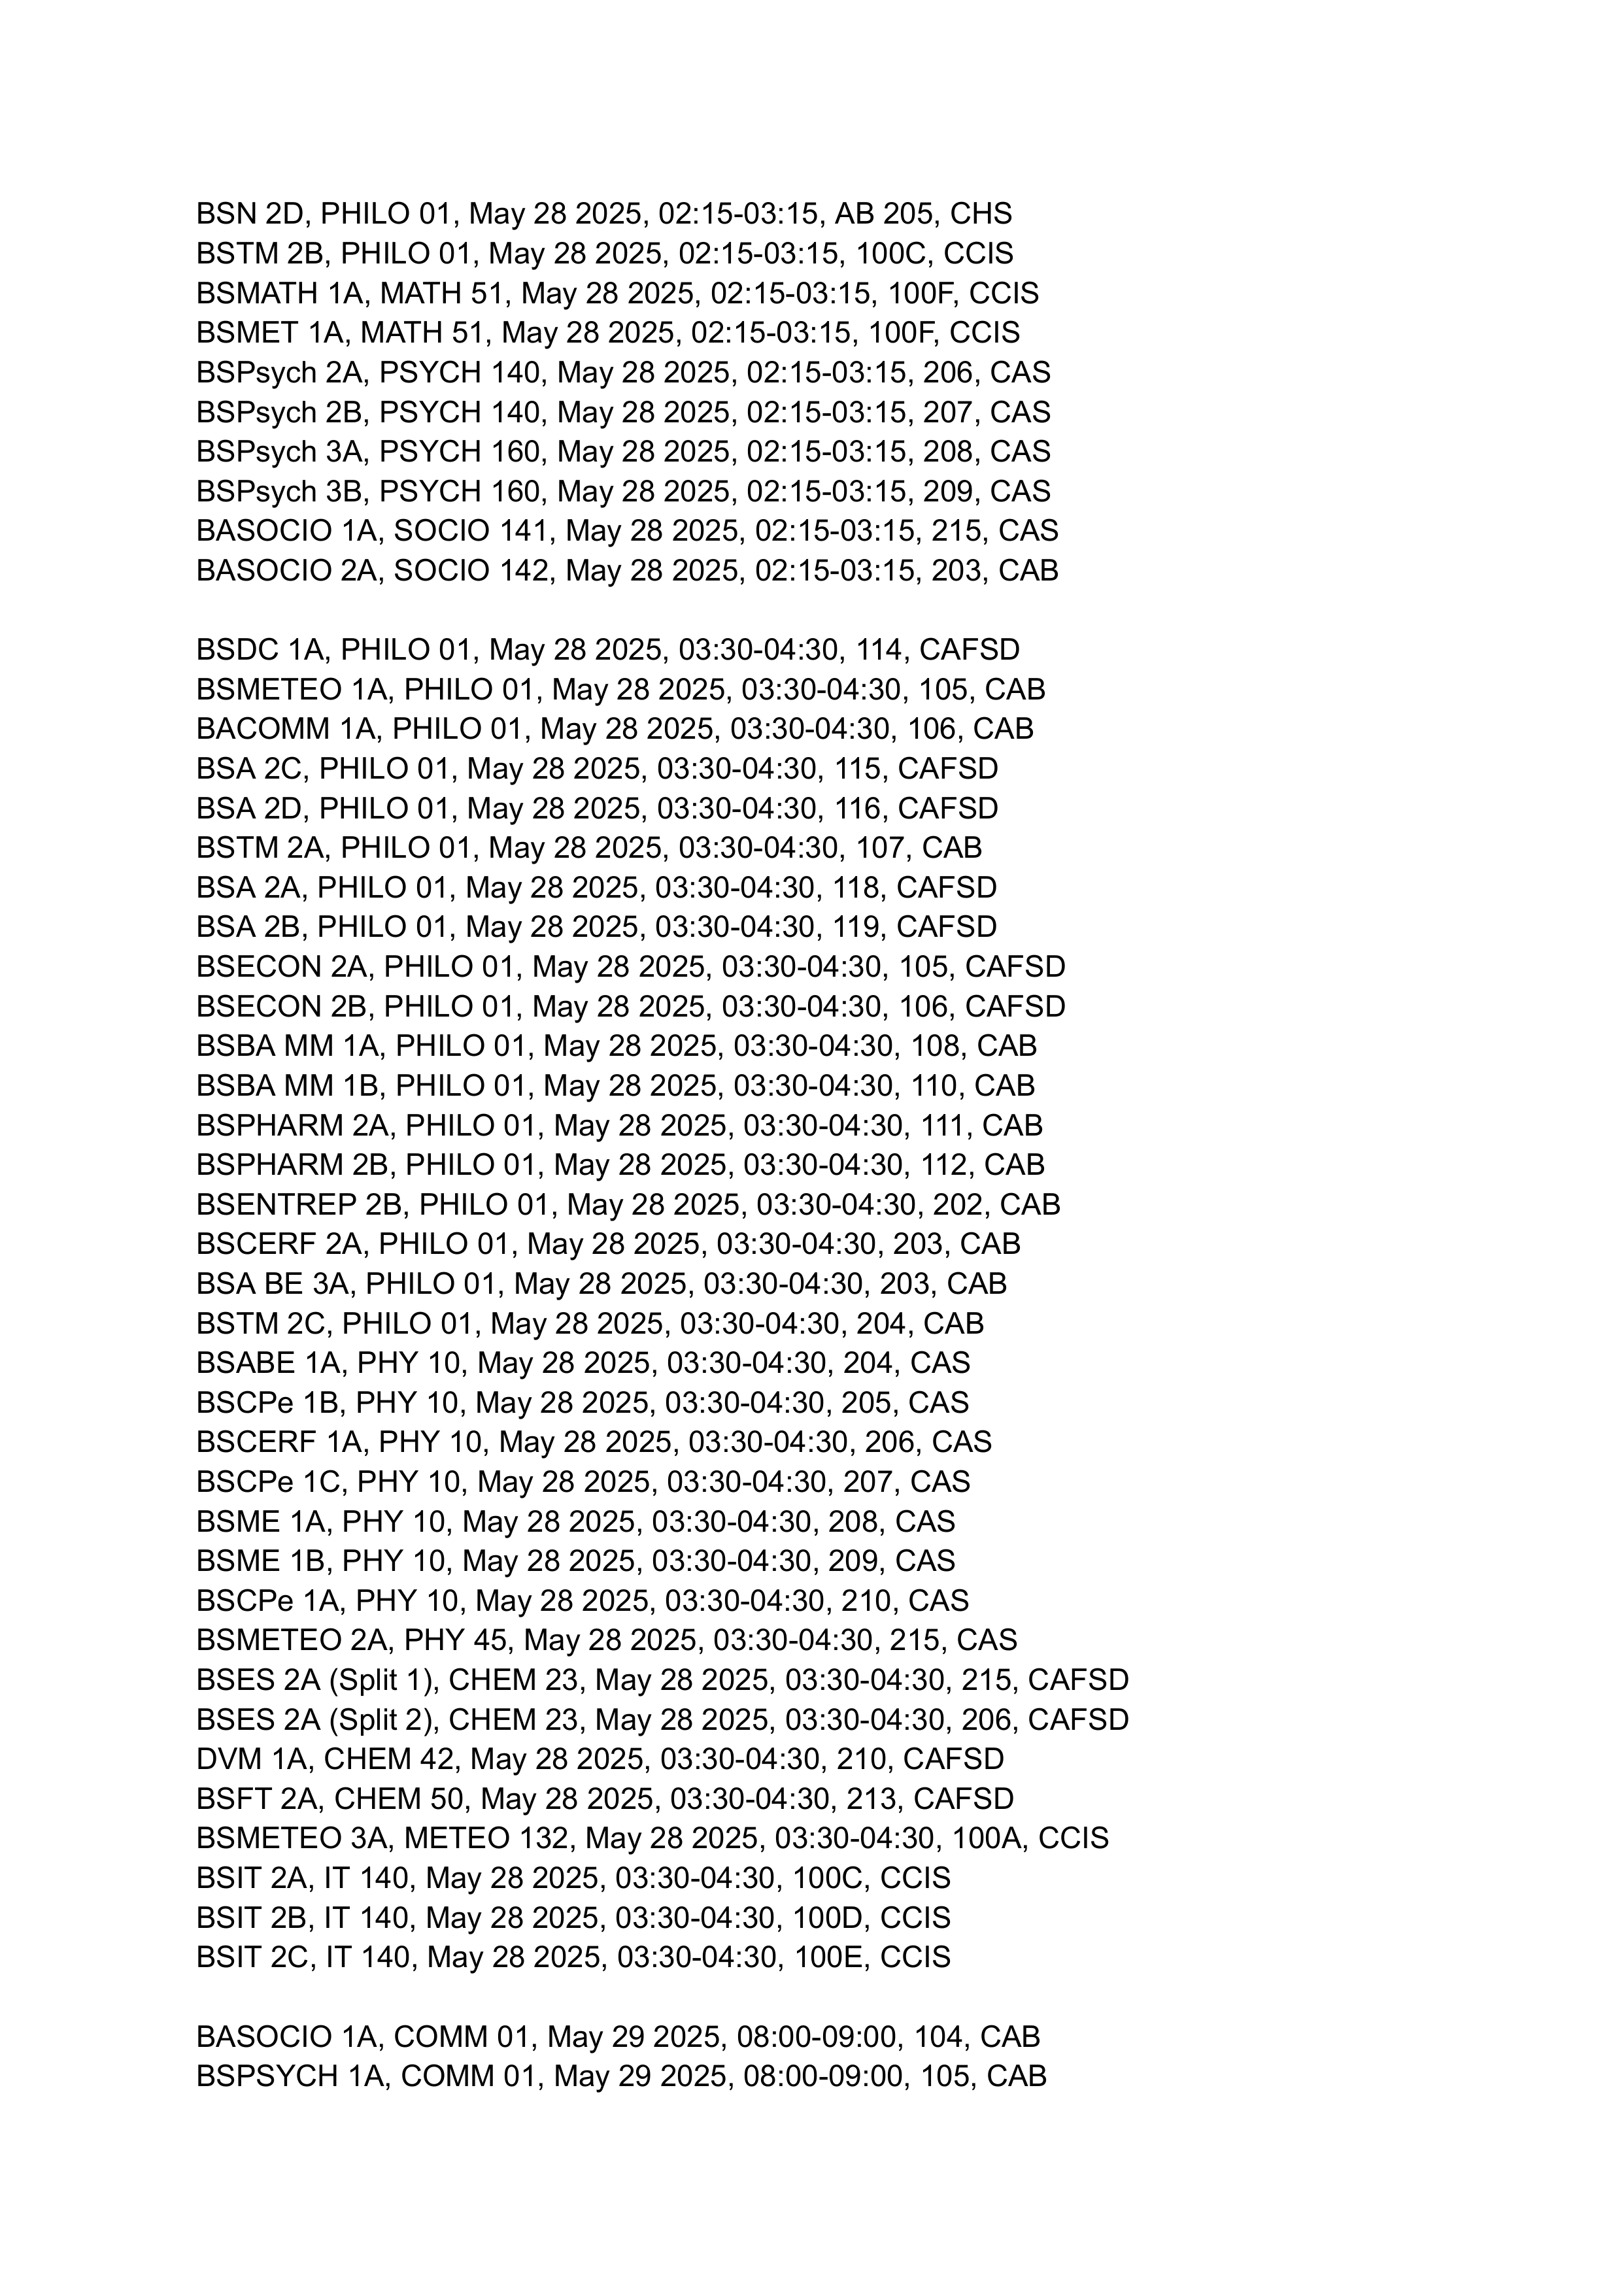 BSN 2D, PHILO 01, May 28 2025, 02:15-03:15, AB 205, CHS
BSTM 2B, PHILO 01, May 28 2025, 02:15-03:15, 100C, CCIS
BSMATH 1A, MATH 51, May 28 2025, 02:15-03:15, 100F, CCIS
BSMET 1A, MATH 51, May 28 2025, 02:15-03:15, 100F, CCIS
BSPsych 2A, PSYCH 140, May 28 2025, 02:15-03:15, 206, CAS
BSPsych 2B, PSYCH 140, May 28 2025, 02:15-03:15, 207, CAS
BSPsych 3A, PSYCH 160, May 28 2025, 02:15-03:15, 208, CAS
BSPsych 3B, PSYCH 160, May 28 2025, 02:15-03:15, 209, CAS
BASOCIO 1A, SOCIO 141, May 28 2025, 02:15-03:15, 215, CAS
BASOCIO 2A, SOCIO 142, May 28 2025, 02:15-03:15, 203, CAB
BSDC 1A, PHILO 01, May 28 2025, 03:30-04:30, 114, CAFSD
BSMETEO 1A, PHILO 01, May 28 2025, 03:30-04:30, 105, CAB
BACOMM 1A, PHILO 01, May 28 2025, 03:30-04:30, 106, CAB
BSA 2C, PHILO 01, May 28 2025, 03:30-04:30, 115, CAFSD
BSA 2D, PHILO 01, May 28 2025, 03:30-04:30, 116, CAFSD
BSTM 2A, PHILO 01, May 28 2025, 03:30-04:30, 107, CAB
BSA 2A, PHILO 01, May 28 2025, 03:30-04:30, 118, CAFSD
BSA 2B, PHILO 01, May 28 2025, 03:30-04:30, 119, CAFSD
BSECON 2A, PHILO 01, May 28 2025, 03:30-04:30, 105, CAFSD
BSECON 2B, PHILO 01, May 28 2025, 03:30-04:30, 106, CAFSD
BSBA MM 1A, PHILO 01, May 28 2025, 03:30-04:30, 108, CAB
BSBA MM 1B, PHILO 01, May 28 2025, 03:30-04:30, 110, CAB
BSPHARM 2A, PHILO 01, May 28 2025, 03:30-04:30, 111, CAB
BSPHARM 2B, PHILO 01, May 28 2025, 03:30-04:30, 112, CAB
BSENTREP 2B, PHILO 01, May 28 2025, 03:30-04:30, 202, CAB
BSCERF 2A, PHILO 01, May 28 2025, 03:30-04:30, 203, CAB
BSA BE 3A, PHILO 01, May 28 2025, 03:30-04:30, 203, CAB
BSTM 2C, PHILO 01, May 28 2025, 03:30-04:30, 204, CAB
BSABE 1A, PHY 10, May 28 2025, 03:30-04:30, 204, CAS
BSCPe 1B, PHY 10, May 28 2025, 03:30-04:30, 205, CAS
BSCERF 1A, PHY 10, May 28 2025, 03:30-04:30, 206, CAS
BSCPe 1C, PHY 10, May 28 2025, 03:30-04:30, 207, CAS
BSME 1A, PHY 10, May 28 2025, 03:30-04:30, 208, CAS
BSME 1B, PHY 10, May 28 2025, 03:30-04:30, 209, CAS
BSCPe 1A, PHY 10, May 28 2025, 03:30-04:30, 210, CAS
BSMETEO 2A, PHY 45, May 28 2025, 03:30-04:30, 215, CAS
BSES 2A (Split 1), CHEM 23, May 28 2025, 03:30-04:30, 215, CAFSD
BSES 2A (Split 2), CHEM 23, May 28 2025, 03:30-04:30, 206, CAFSD
DVM 1A, CHEM 42, May 28 2025, 03:30-04:30, 210, CAFSD
BSFT 2A, CHEM 50, May 28 2025, 03:30-04:30, 213, CAFSD
BSMETEO 3A, METEO 132, May 28 2025, 03:30-04:30, 100A, CCIS
BSIT 2A, IT 140, May 28 2025, 03:30-04:30, 100C, CCIS
BSIT 2B, IT 140, May 28 2025, 03:30-04:30, 100D, CCIS
BSIT 2C, IT 140, May 28 2025, 03:30-04:30, 100E, CCIS
BASOCIO 1A, COMM 01, May 29 2025, 08:00-09:00, 104, CAB
BSPSYCH 1A, COMM 01, May 29 2025, 08:00-09:00, 105, CAB